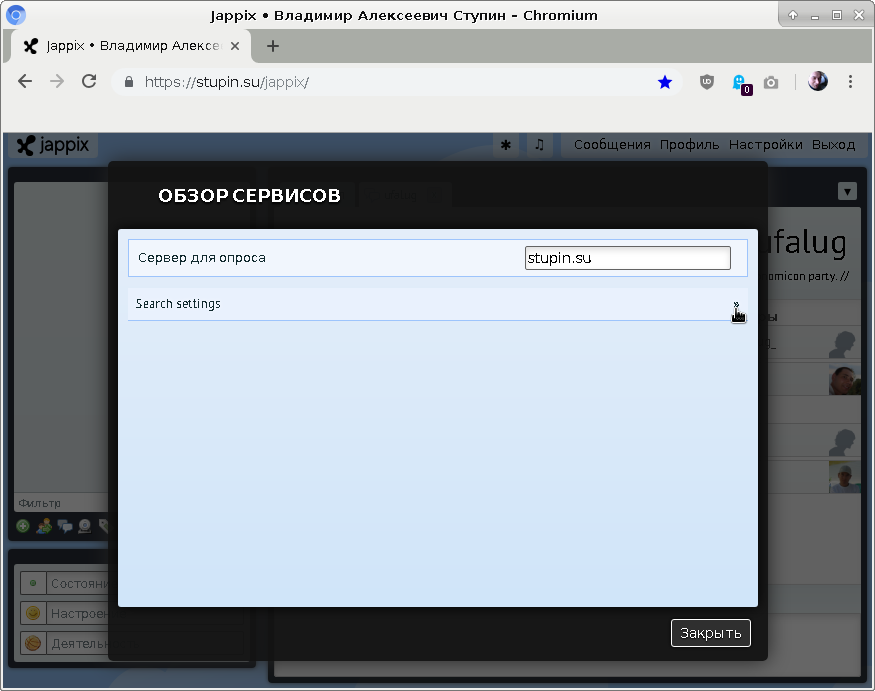 Jappix • Владимир Алексеевич Ступин - Chromium
Jappix • Владимир Алексе
https://stupin.su/jappix/
0
jappix
Сообщения Профиль Настройки Выход
ОБЗОР СЕРВИСОВ
Сервер для опроса
stupin.su
Search settings
»
ufalug
omicon party. //
Фильтр
Состояни
Настроен
Деятельн
Закрыть